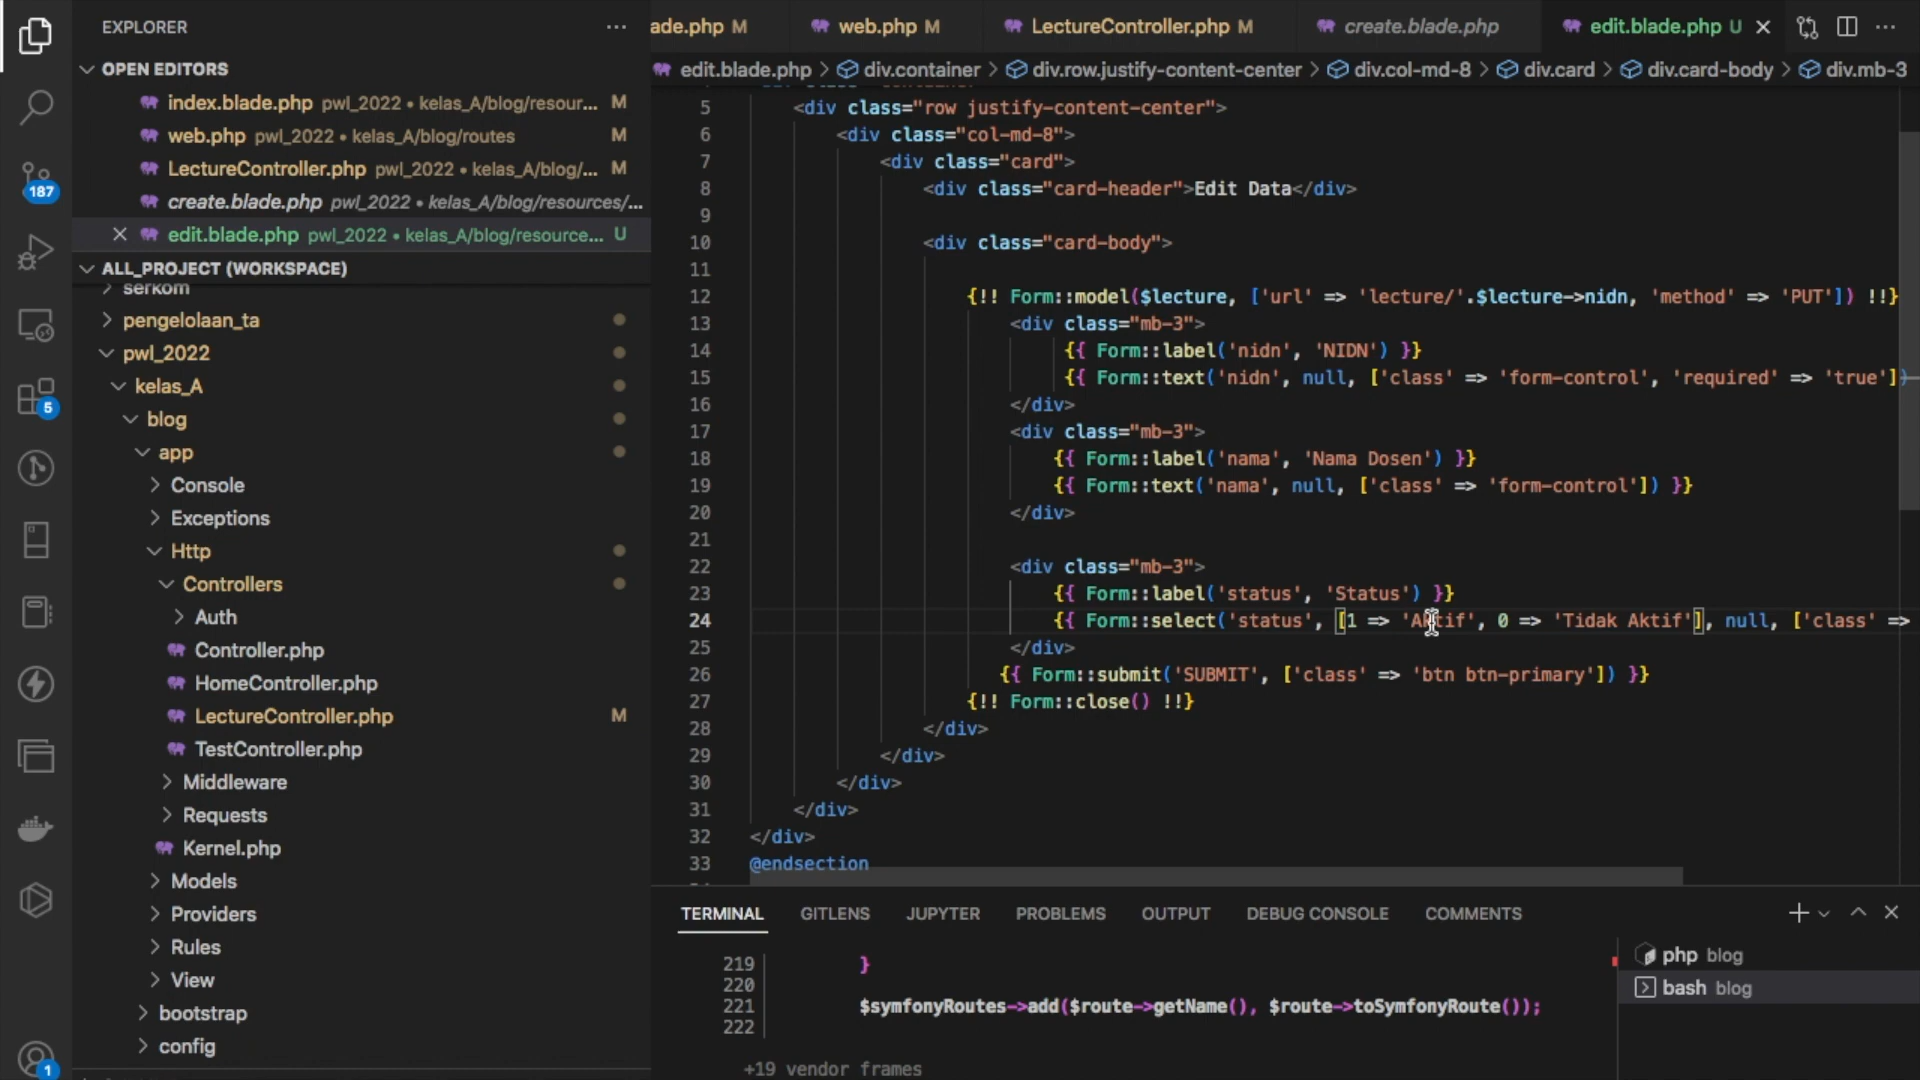 EXPLORER
OPEN EDITORS
index.blade.php pwl_2022 • kelas_A/blog/resour... M
web.php pwl_2022 • kelas_A/blog/routes M
LectureController.php pwl_2022 • kelas_A/blog/... M
create.blade.php pwl_2022 • kelas_A/blog/resources/...
edit.blade.php pwl_2022 • kelas_A/blog/resource... U
ALL_PROJECT (WORKSPACE)
serkom
pengelolaan_ta
pwl_2022
kelas_A
blog
app
Console
Exceptions
Http
Controllers
Auth
Controller.php
HomeController.php
LectureController.php M
TestController.php
Middleware
Requests
Kernel.php
Models
Providers
Rules
View
bootstrap
config
187
5
1
ade.php M web.php M LectureController.php M create.blade.php edit.blade.php U
edit.blade.php > div.container > div.row.justify-content-center > div.col-md-8 > div.card > div.card-body > div.mb-3
5 <div class="row justify-content-center">
6 <div class="col-md-8">
7 <div class="card">
8 <div class="card-header">Edit Data</div>
9
10 <div class="card-body">
11
12 {!! Form::model($lecture, ['url' => 'lecture/'.$lecture->nidn, 'method' => 'PUT']) !!}
13 <div class="mb-3">
14 {{ Form::label('nidn', 'NIDN') }}
15 {{ Form::text('nidn', null, ['class' => 'form-control', 'required' => 'true'])
16 </div>
17 <div class="mb-3">
18 {{ Form::label('nama', 'Nama Dosen') }}
19 {{ Form::text('nama', null, ['class' => 'form-control']) }}
20 </div>
21
22 <div class="mb-3">
23 {{ Form::label('status', 'Status') }}
24 {{ Form::select('status', [1 => 'Aktif', 0 => 'Tidak Aktif'], null, ['class' =>
25 </div>
26 {{ Form::submit('SUBMIT', ['class' => 'btn btn-primary']) }}
27 {!! Form::close() !!}
28 </div>
29 </div>
30 </div>
31 </div>
32 </div>
33 @endsection
TERMINAL GITLENS JUPYTER PROBLEMS OUTPUT DEBUG CONSOLE COMMENTS
219 }
220
221 $symfonyRoutes->add($route->getName(), $route->toSymfonyRoute());
222
+19 vendor frames
php blog
bash blog